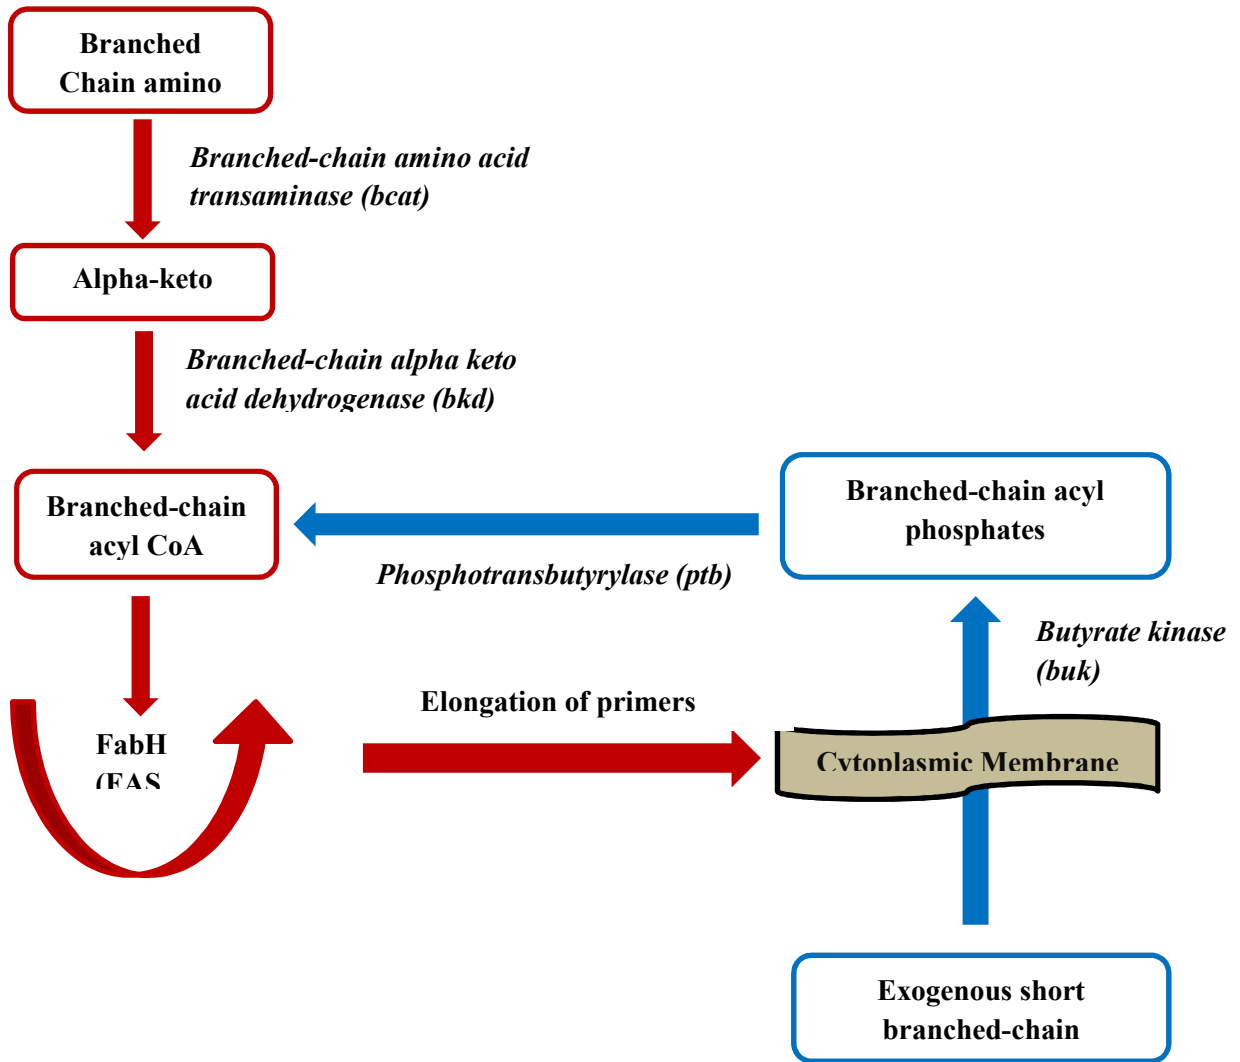 Branched
Chain amino
Branched-chain amino acid
transaminase (bcat)
Alpha-keto
Branched-chain alpha keto
acid dehydrogenase (bkd)
Branched-chain
acyl CoA
Branched-chain acyl
phosphates
Phosphotransbutyrylase (ptb)
Butyrate kinase
(buk)
Elongation of primers
FabH
(FAS
Cytoplasmic Membrane
Exogenous short
branched-chain